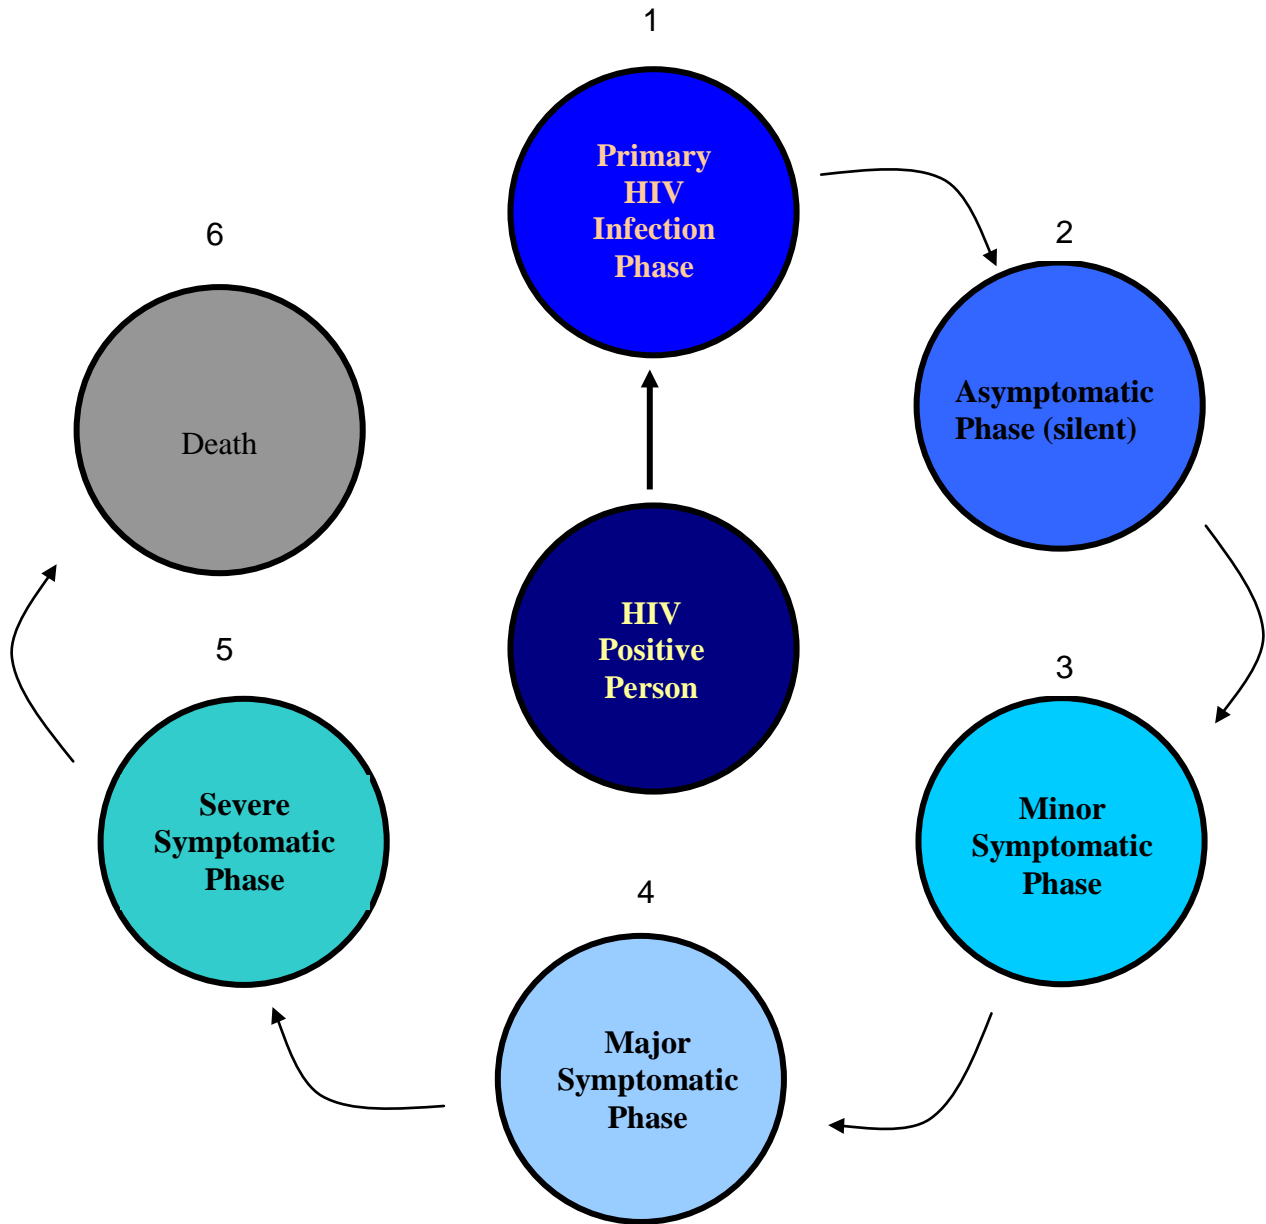 1
Primary
HIV
Infection
Phase
2
Asymptomatic
Phase (silent)
3
Minor
Symptomatic
Phase
4
Major
Symptomatic
Phase
5
Severe
Symptomatic
Phase
6
Death
HIV
Positive
Person